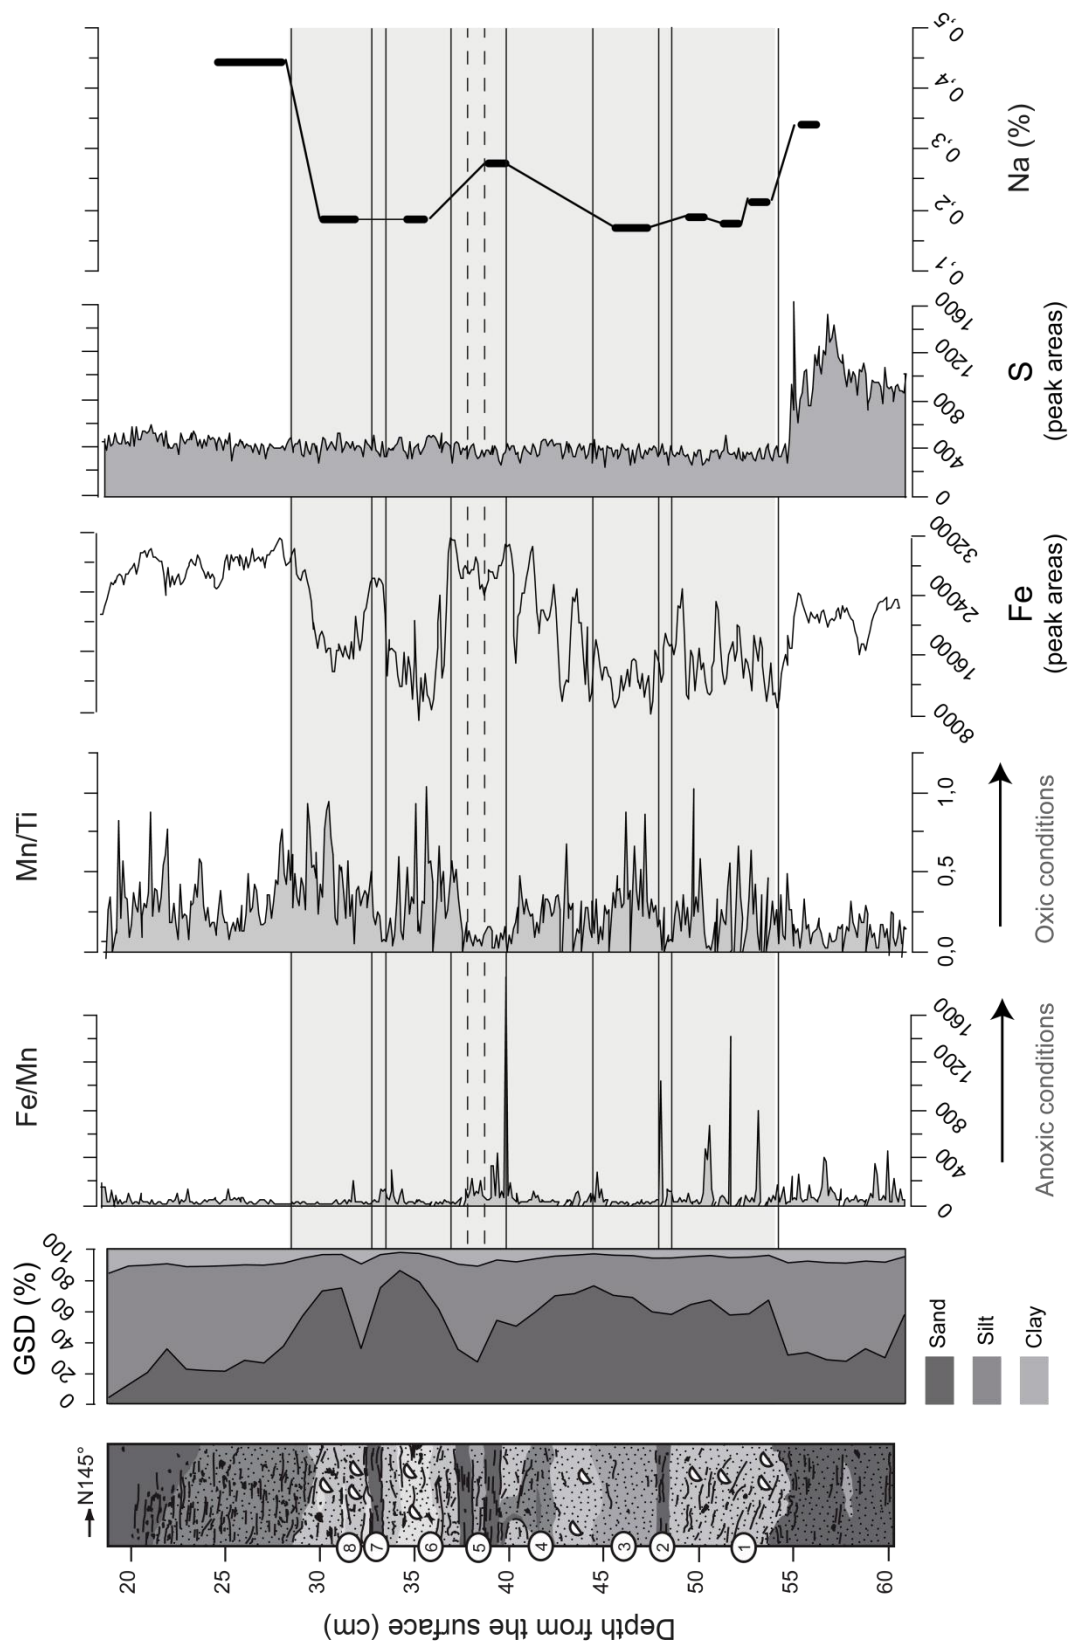 →N145°
GSD (%)
0 20 40 60 80 100
Sand
Silt
Clay
Fe/Mn
0 400 800 1200 1600
Anoxic conditions
Mn/Ti
0,0 0,5 1,0
Oxic conditions
8000 16000 24000 32000
Fe
(peak areas)
0 400 800 1200 1600
S
(peak areas)
0,1 0,2 0,3 0,4 0,5
Na (%)
8 7 6 5 4 3 2 1
20 25 30 35 40 45 50 55 60
Depth from the surface (cm)